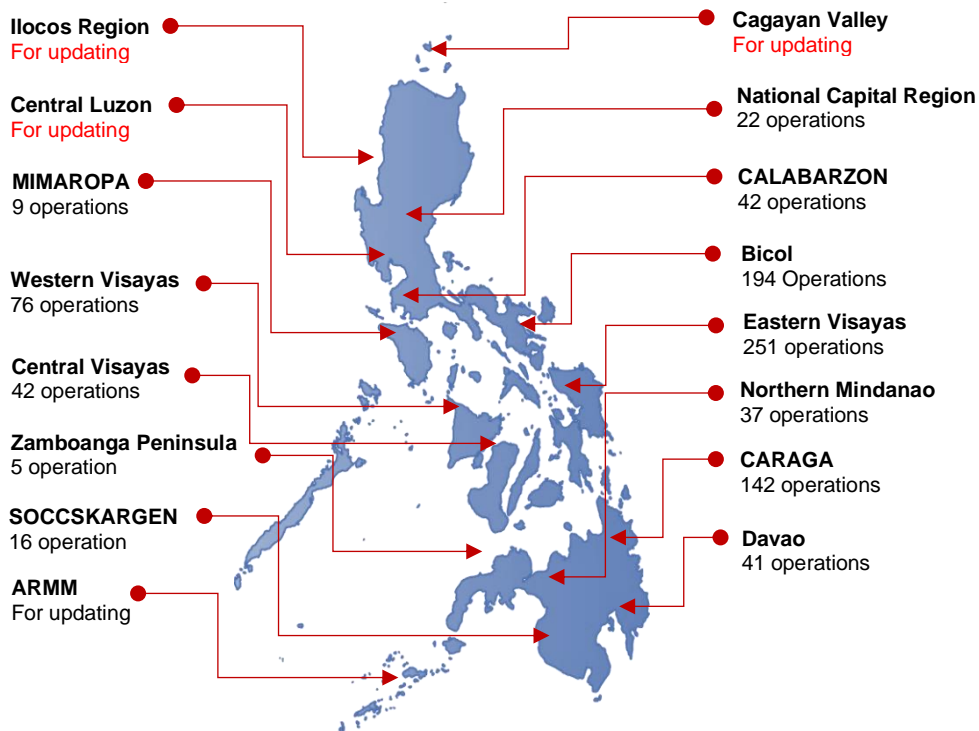 Ilocos Region
For updating
Central Luzon
For updating
MIMAROPA
9 operations
Western Visayas
76 operations
Central Visayas
42 operations
Zamboanga Peninsula
5 operation
SOCCSKARGEN
16 operation
ARMM
For updating
Cagayan Valley
For updating
National Capital Region
22 operations
CALABARZON
42 operations
Bicol
194 Operations
Eastern Visayas
251 operations
Northern Mindanao
37 operations
CARAGA
142 operations
Davao
41 operations